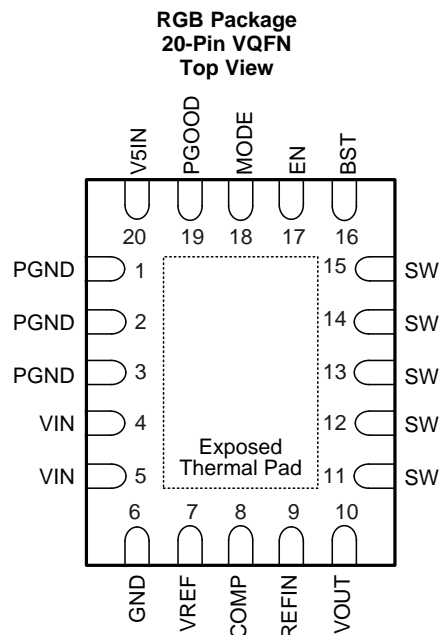 RGB Package
20-Pin VQFN
Top View
V5IN
PGOOD
MODE
EN
BST
20
19
18
17
16
PGND 1
15 SW
PGND 2
14 SW
PGND 3
13 SW
VIN 4
12 SW
VIN 5
11 SW
Exposed
Thermal Pad
6
7
8
9
10
GND
VREF
COMP
REFIN
VOUT